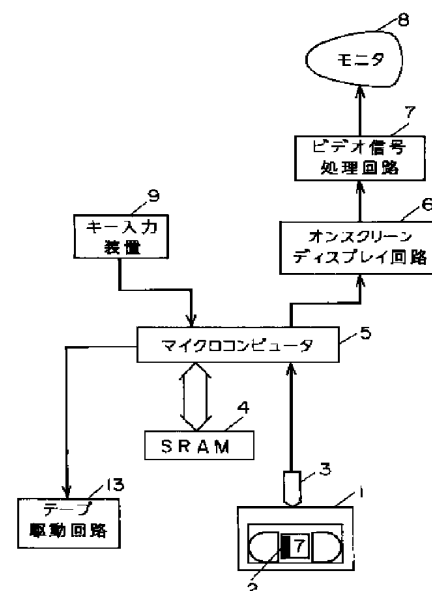 8
モニタ
7
ビデオ信号
処理回路
6
オンスクリーン
ディスプレイ回路
9
キー入力
装置
5
マイクロコンピュータ
4
SRAM
3
13
テープ
駆動回路
1
7
2